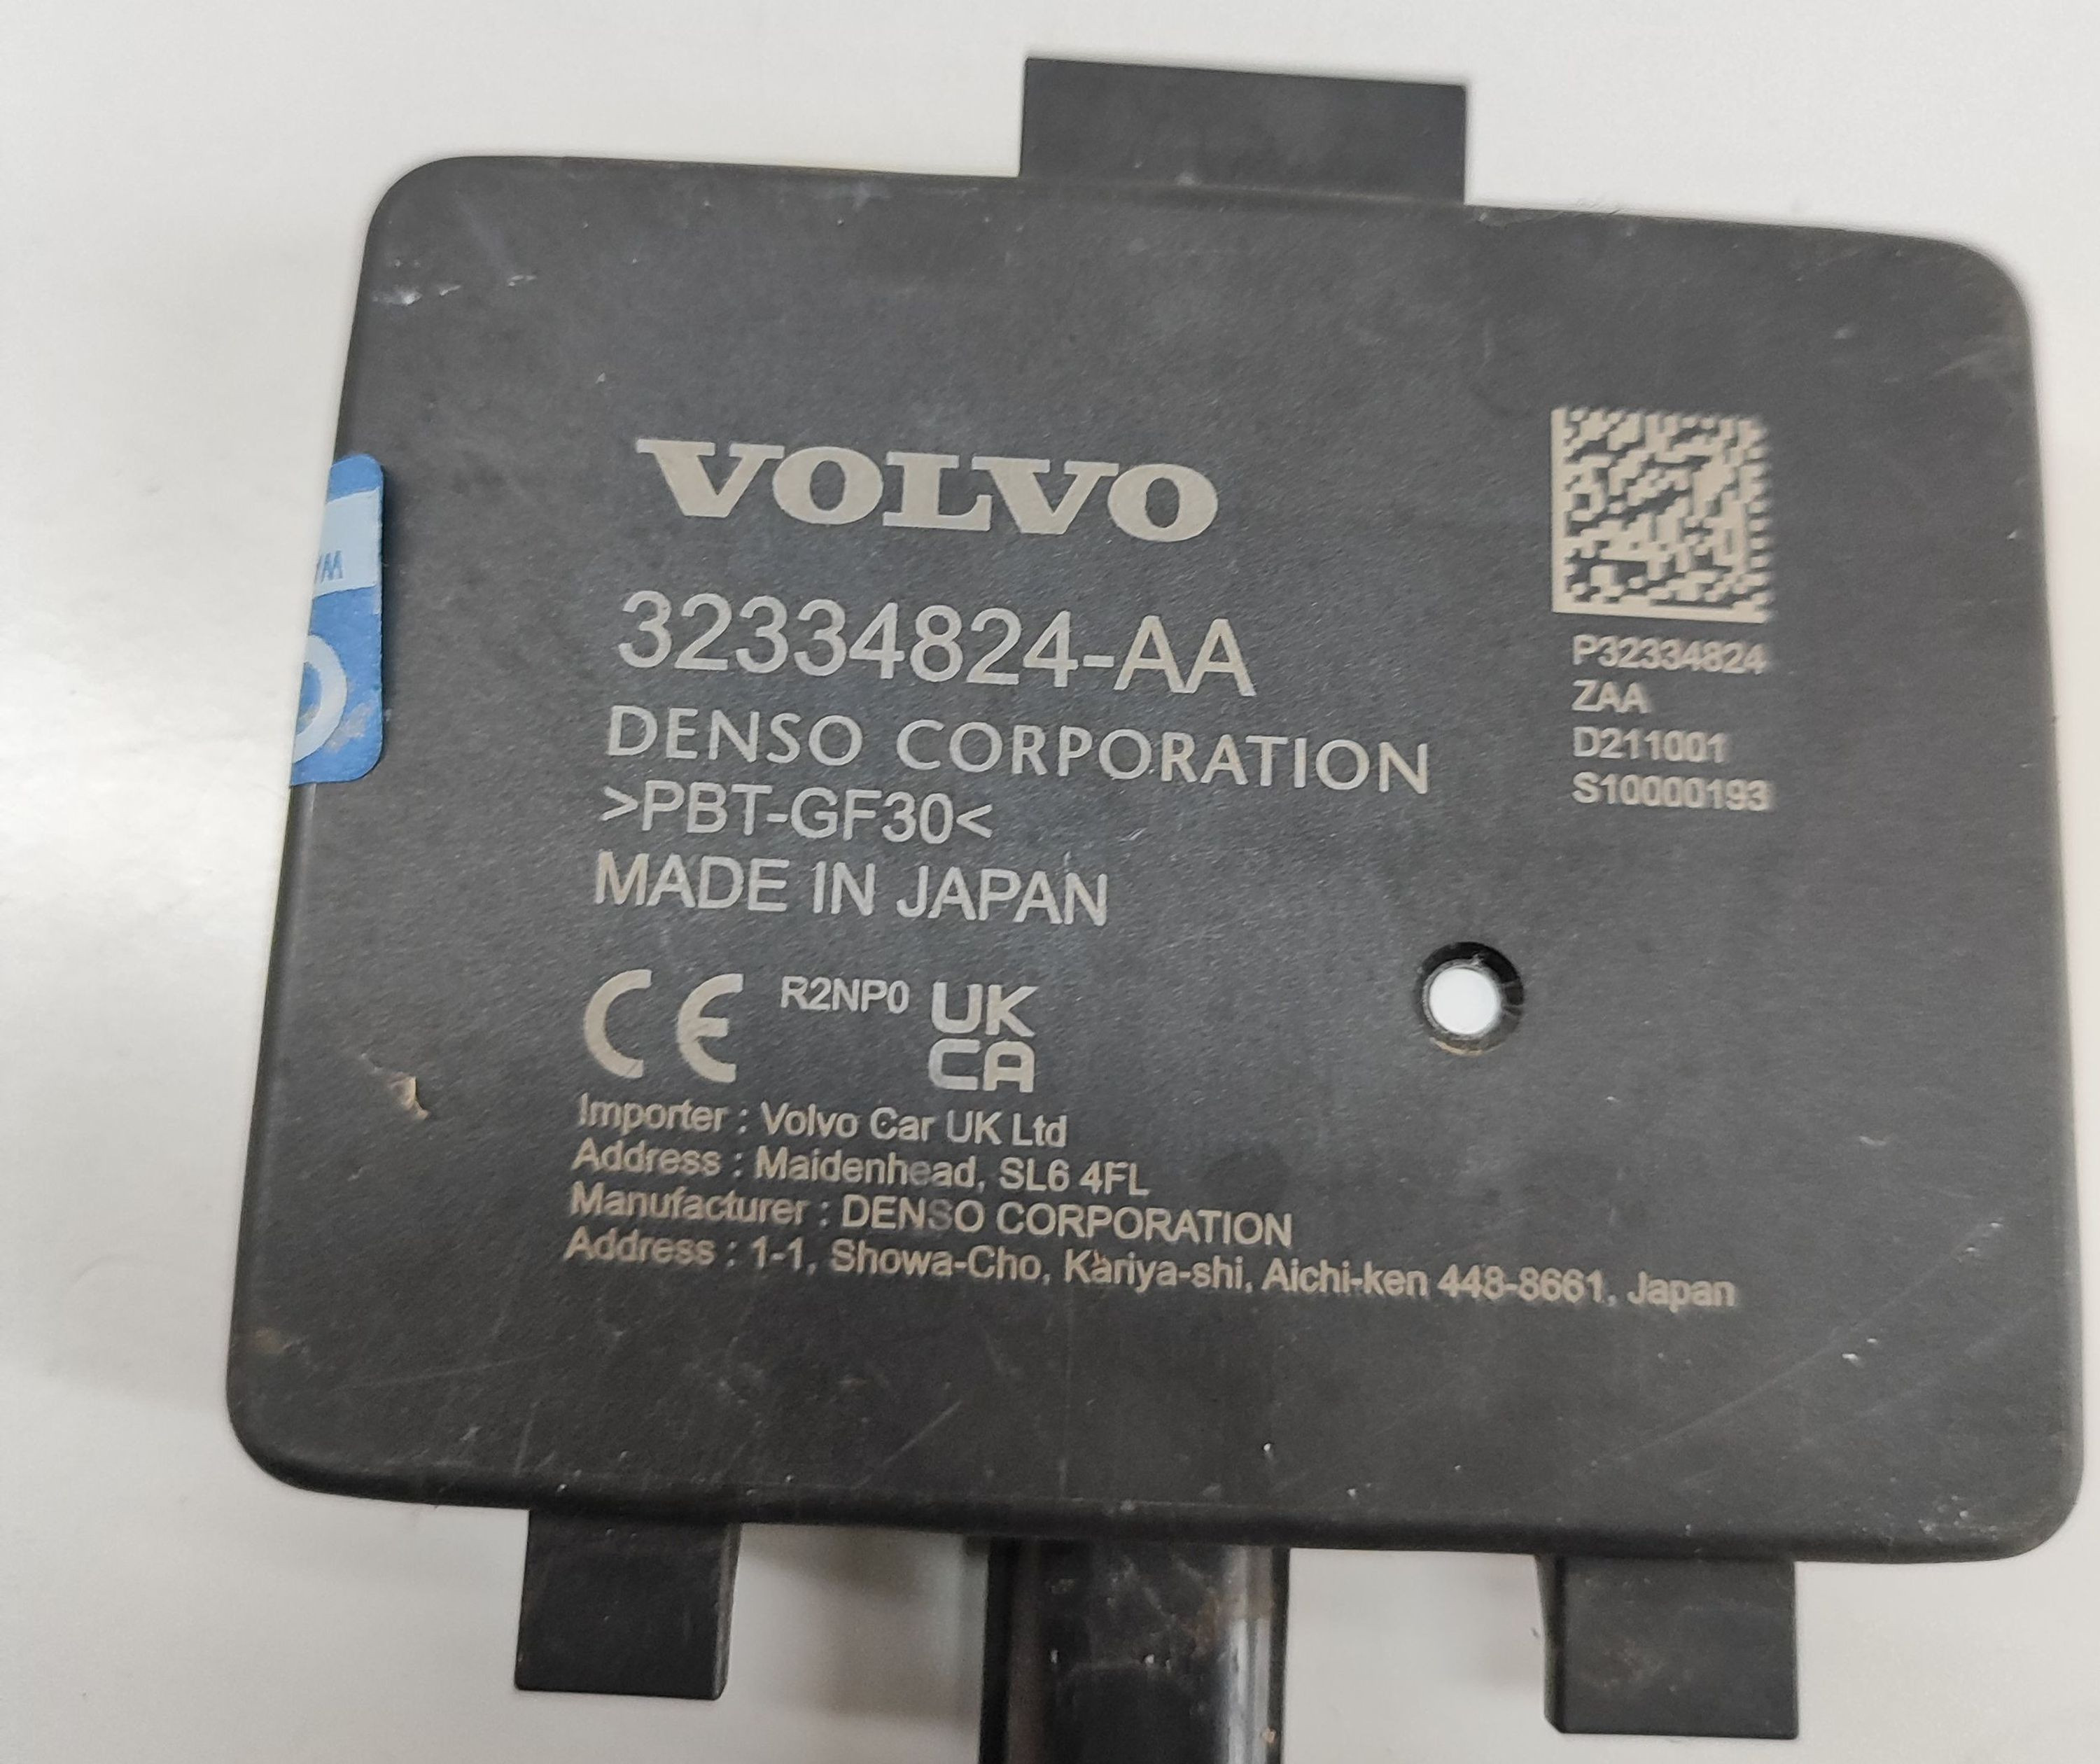 VOLVO
32334824-AA
DENSO CORPORATION
>PBT-GF30<
MADE IN JAPAN
P32334824
ZAA
D211001
S10000193
CE R2NP0 UK
CA
Importer : Volvo Car UK Ltd
Address : Maidenhead, SL6 4FL
Manufacturer : DENSO CORPORATION
Address : 1-1, Showa-Cho, Kariya-shi, Aichi-ken 448-8661, Japan